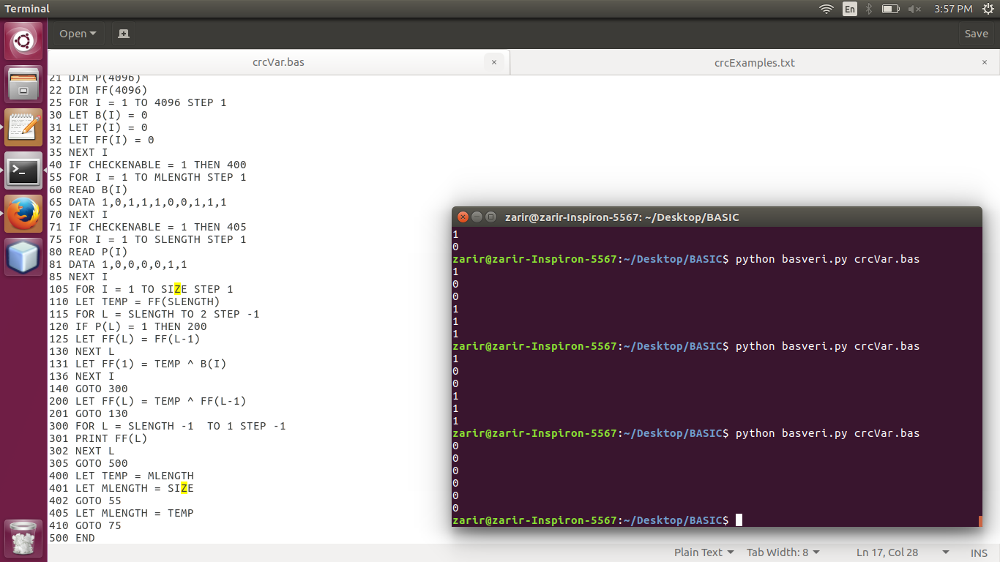 Terminal
En
3:57 PM
Open
Save
crcVar.bas ×
crcExamples.txt ×
21 DIM P(4096)
22 DIM FF(4096)
25 FOR I = 1 TO 4096 STEP 1
30 LET B(I) = 0
31 LET P(I) = 0
32 LET FF(I) = 0
35 NEXT I
40 IF CHECKENABLE = 1 THEN 400
55 FOR I = 1 TO MLENGTH STEP 1
60 READ B(I)
65 DATA 1,0,1,1,1,0,0,1,1,1
70 NEXT I
71 IF CHECKENABLE = 1 THEN 405
75 FOR I = 1 TO SLENGTH STEP 1
80 READ P(I)
81 DATA 1,0,0,0,0,1,1
85 NEXT I
105 FOR I = 1 TO SIZE STEP 1
110 LET TEMP = FF(SLENGTH)
115 FOR L = SLENGTH TO 2 STEP -1
120 IF P(L) = 1 THEN 200
125 LET FF(L) = FF(L-1)
130 NEXT L
131 LET FF(1) = TEMP ^ B(I)
136 NEXT I
140 GOTO 300
200 LET FF(L) = TEMP ^ FF(L-1)
201 GOTO 130
300 FOR L = SLENGTH -1  TO 1 STEP -1
301 PRINT FF(L)
302 NEXT L
305 GOTO 500
400 LET TEMP = MLENGTH
401 LET MLENGTH = SIZE
402 GOTO 55
405 LET MLENGTH = TEMP
410 GOTO 75
500 END
zarir@zarir-Inspiron-5567: ~/Desktop/BASIC
1
0
zarir@zarir-Inspiron-5567:~/Desktop/BASIC$ python basveri.py crcVar.bas
1
0
0
1
1
1
zarir@zarir-Inspiron-5567:~/Desktop/BASIC$ python basveri.py crcVar.bas
1
0
0
1
1
1
zarir@zarir-Inspiron-5567:~/Desktop/BASIC$ python basveri.py crcVar.bas
0
0
0
0
0
0
zarir@zarir-Inspiron-5567:~/Desktop/BASIC$
Plain Text
Tab Width: 8
Ln 17, Col 28
INS